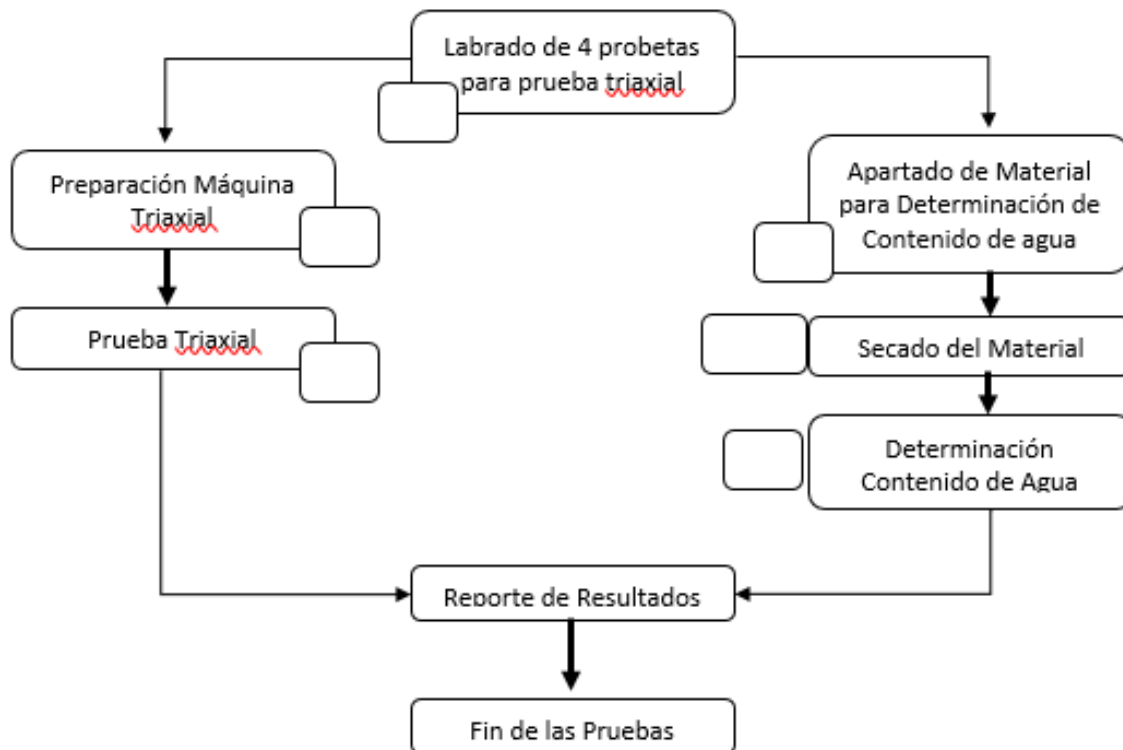 Labrado de 4 probetas
para prueba triaxial
Preparación Máquina
Triaxial
Prueba Triaxial
Apartado de Material
para Determinación de
Contenido de agua
Secado del Material
Determinación
Contenido de Agua
Reporte de Resultados
Fin de las Pruebas